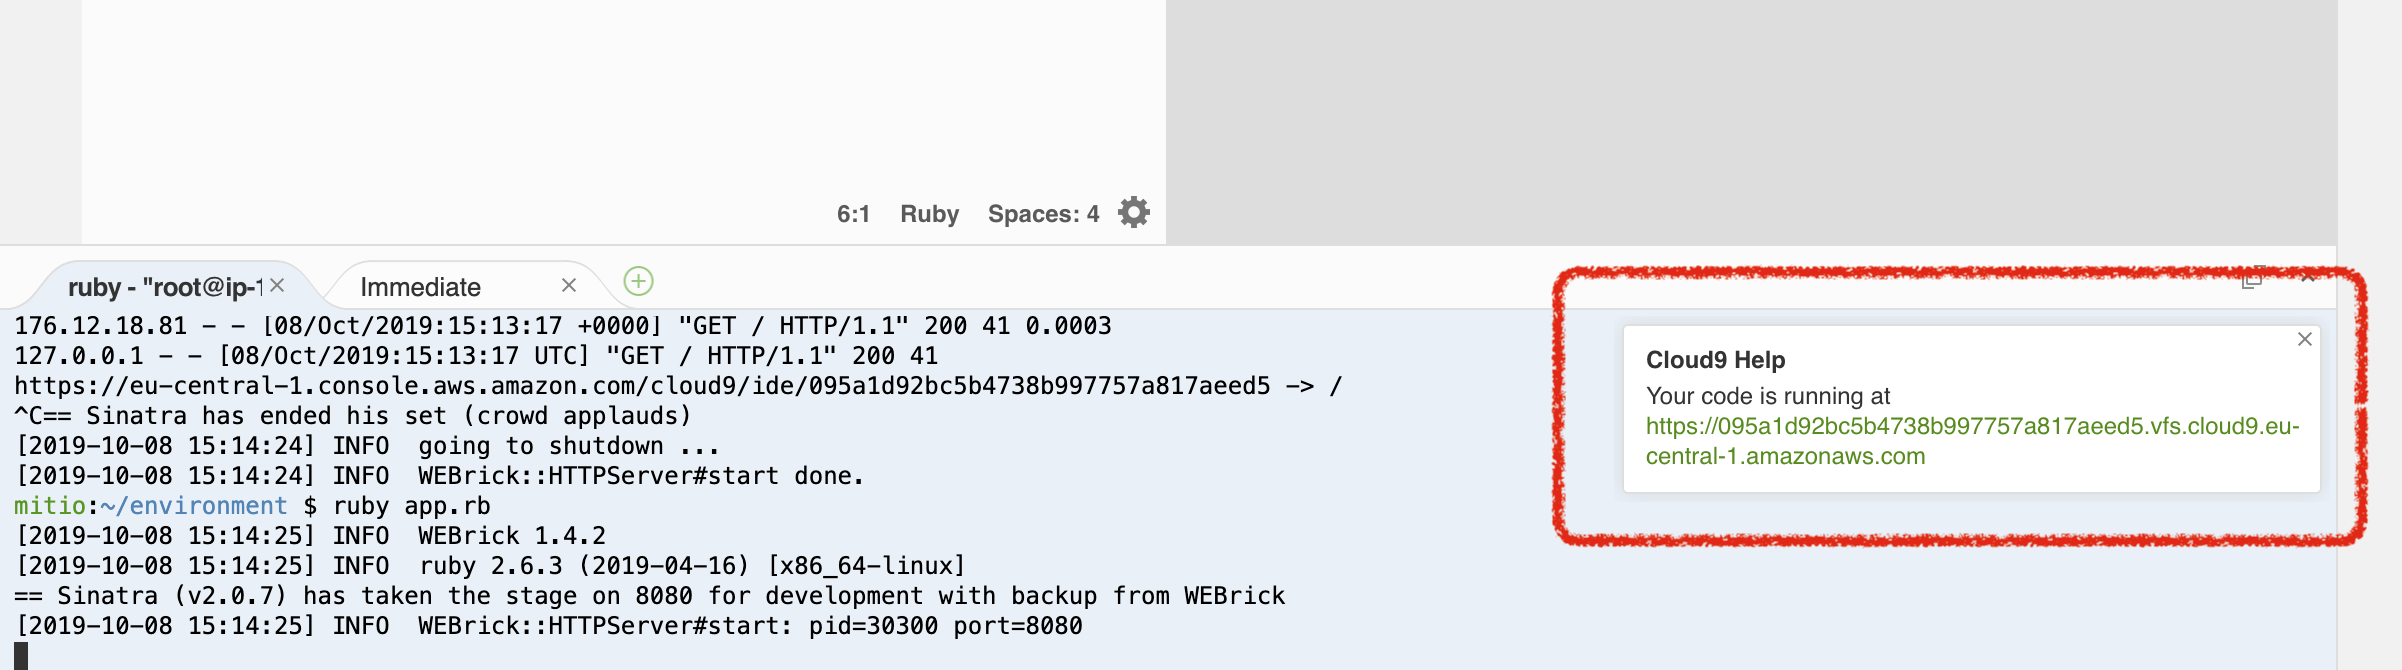 6:1 Ruby Spaces: 4
ruby - "root@ip-1 Immediate
176.12.18.81 - - [08/Oct/2019:15:13:17 +0000] "GET / HTTP/1.1" 200 41 0.0003
127.0.0.1 - - [08/Oct/2019:15:13:17 UTC] "GET / HTTP/1.1" 200 41
https://eu-central-1.console.aws.amazon.com/cloud9/ide/095a1d92bc5b4738b997757a817aeed5 -> /
^C== Sinatra has ended his set (crowd applauds)
[2019-10-08 15:14:24] INFO  going to shutdown ...
[2019-10-08 15:14:24] INFO  WEBrick::HTTPServer#start done.
mitio:~/environment $ ruby app.rb
[2019-10-08 15:14:25] INFO  WEBrick 1.4.2
[2019-10-08 15:14:25] INFO  ruby 2.6.3 (2019-04-16) [x86_64-linux]
== Sinatra (v2.0.7) has taken the stage on 8080 for development with backup from WEBrick
[2019-10-08 15:14:25] INFO  WEBrick::HTTPServer#start: pid=30300 port=8080
Cloud9 Help
Your code is running at
https://095a1d92bc5b4738b997757a817aeed5.vfs.cloud9.eu-
central-1.amazonaws.com